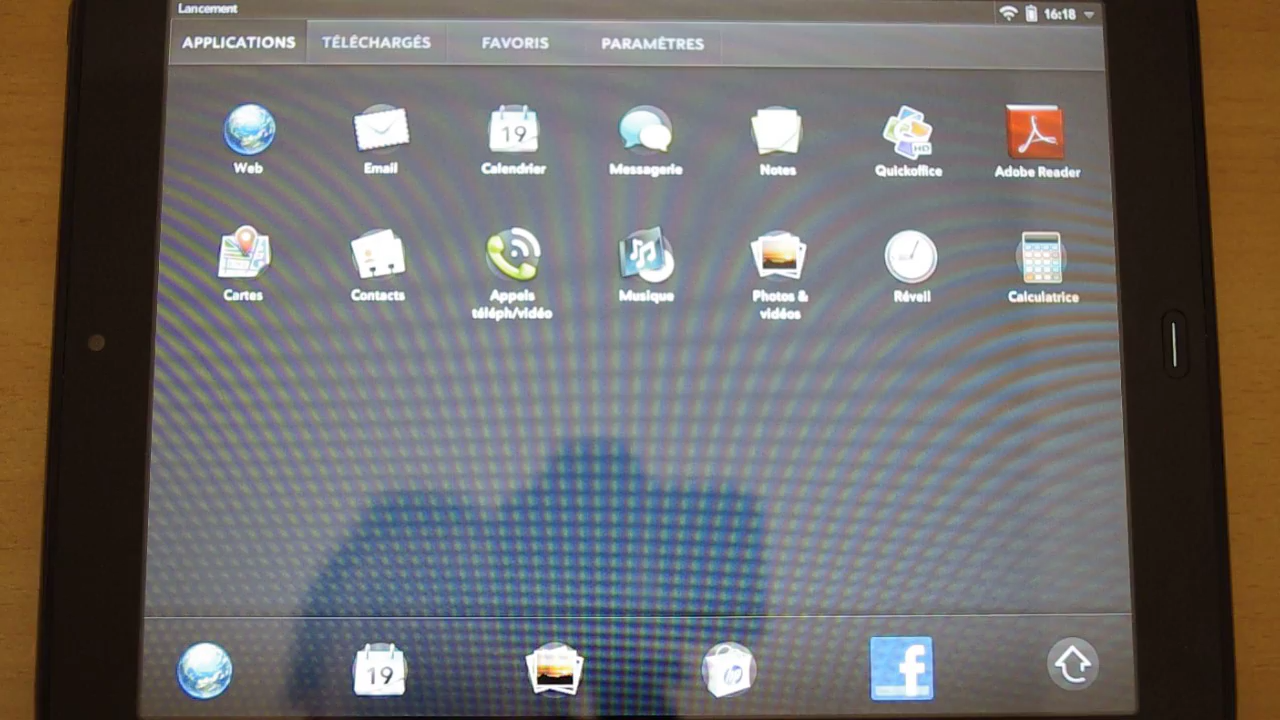 Lancement
16:18
APPLICATIONS TÉLÉCHARGÉS FAVORIS PARAMÈTRES
19
HD
Web Email Calendrier Messagerie Notes Quickoffice Adobe Reader
Cartes Contacts Appels Musique Photos & Réveil Calculatrice
téléph/vidéo vidéos
19 hp f